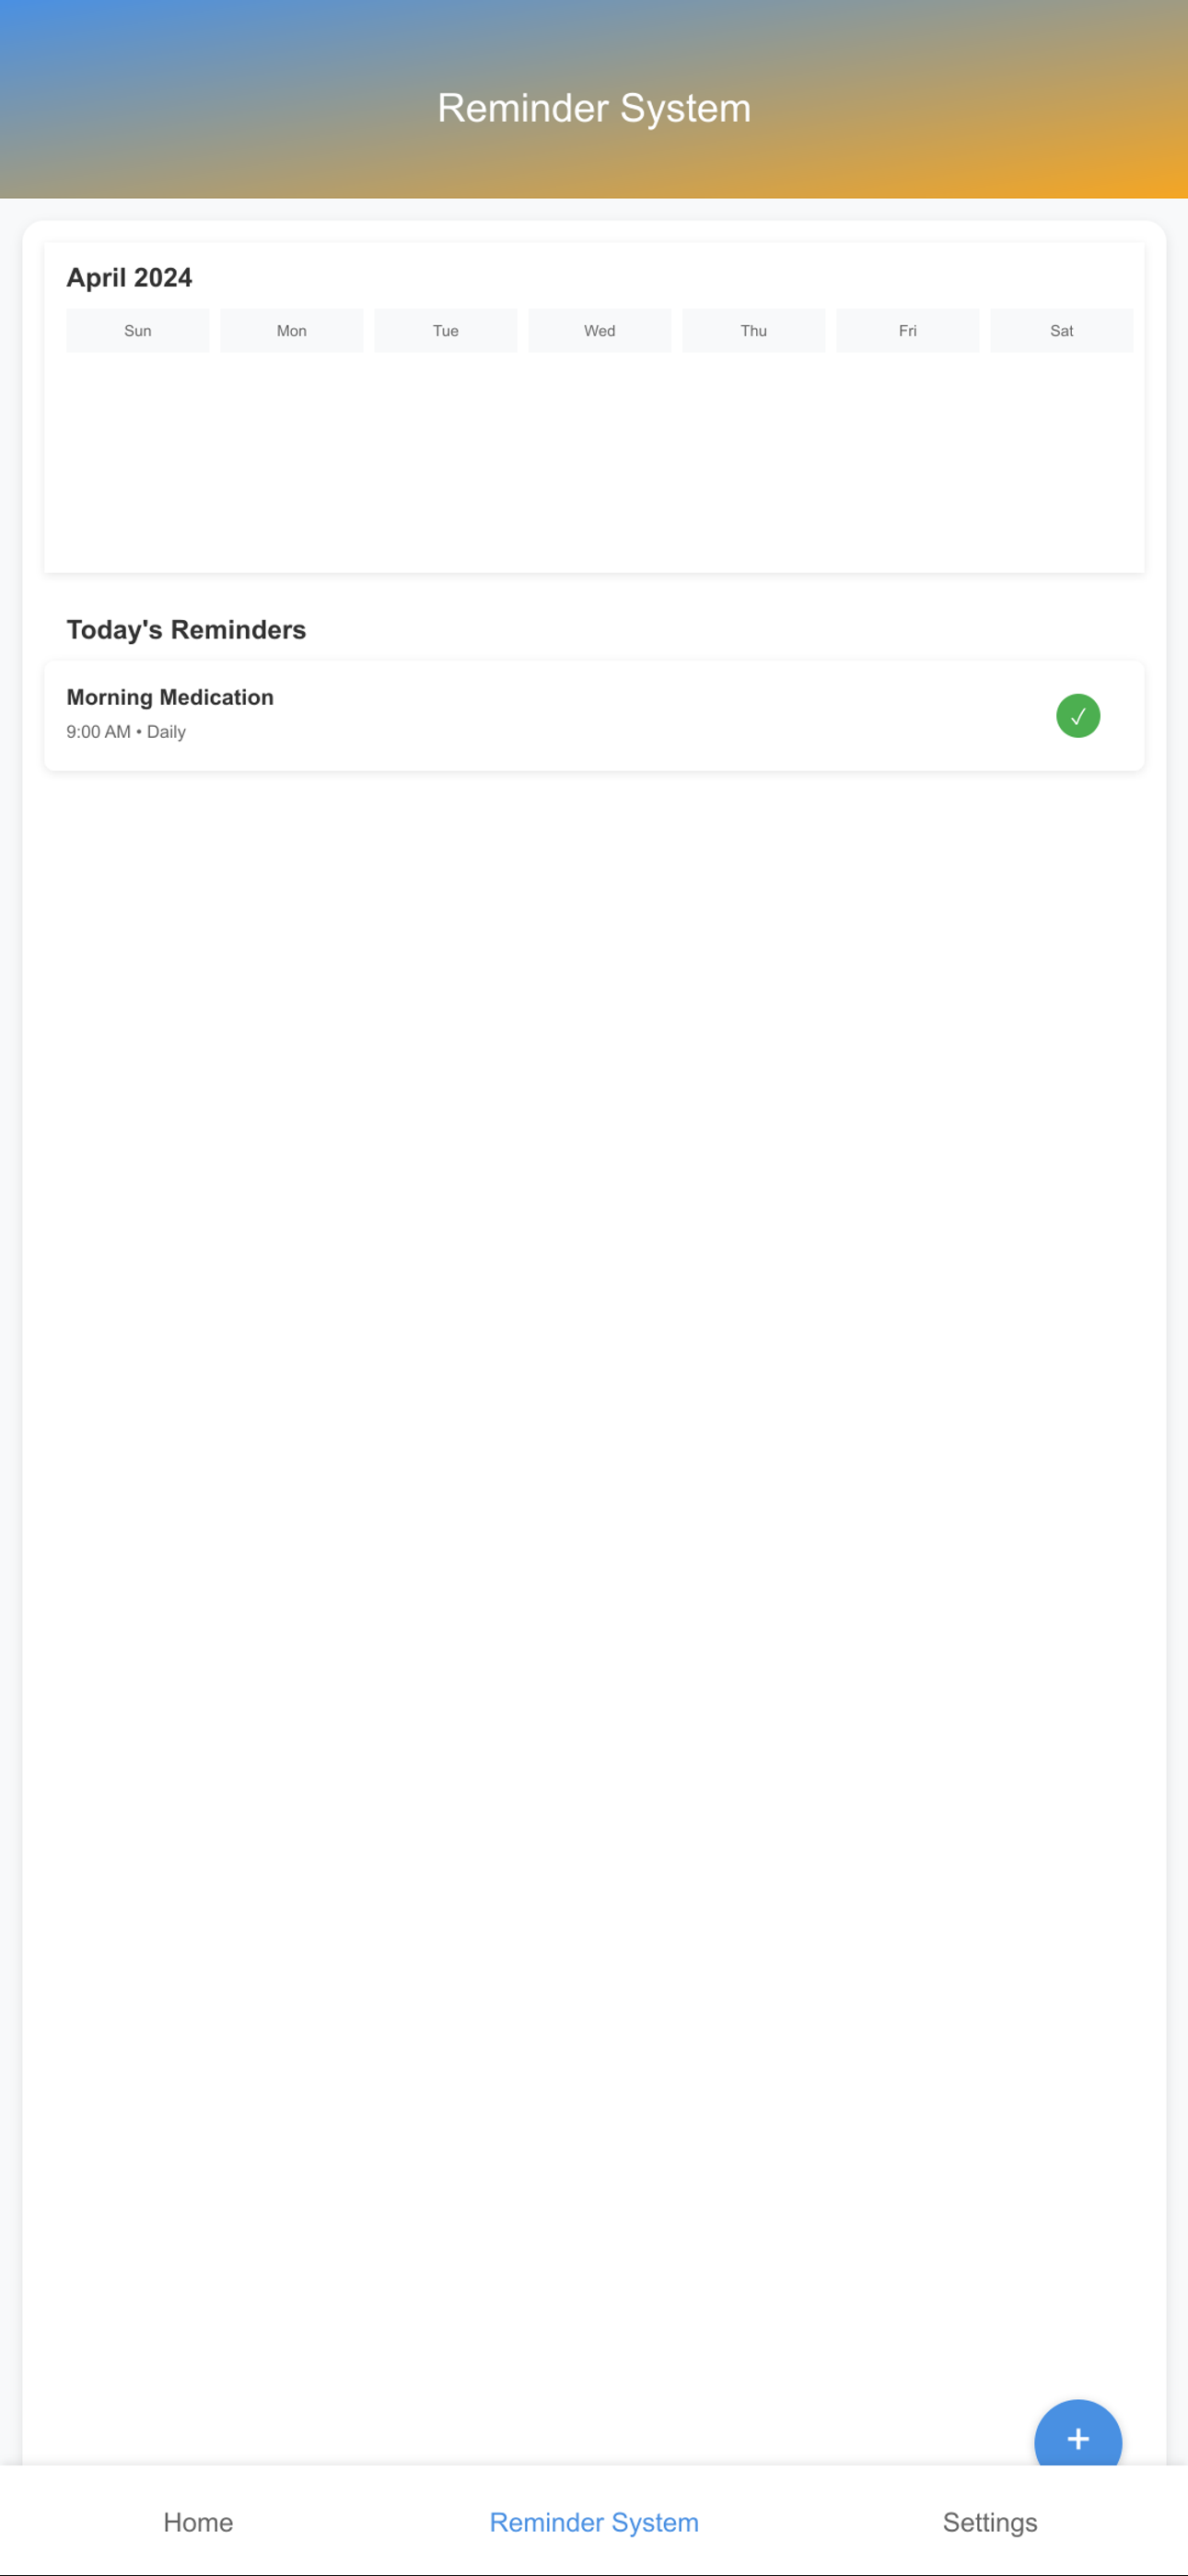 Reminder System
April 2024
Sun Mon Tue Wed Thu Fri Sat
Today's Reminders
Morning Medication
9:00 AM • Daily
✓
+
Home Reminder System Settings